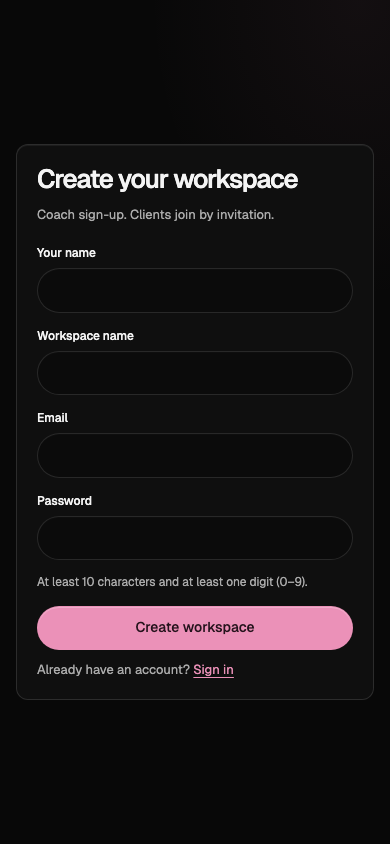 Create your workspace
Coach sign-up. Clients join by invitation.
Your name
Workspace name
Email
Password
At least 10 characters and at least one digit (0–9).
Create workspace
Already have an account? Sign in